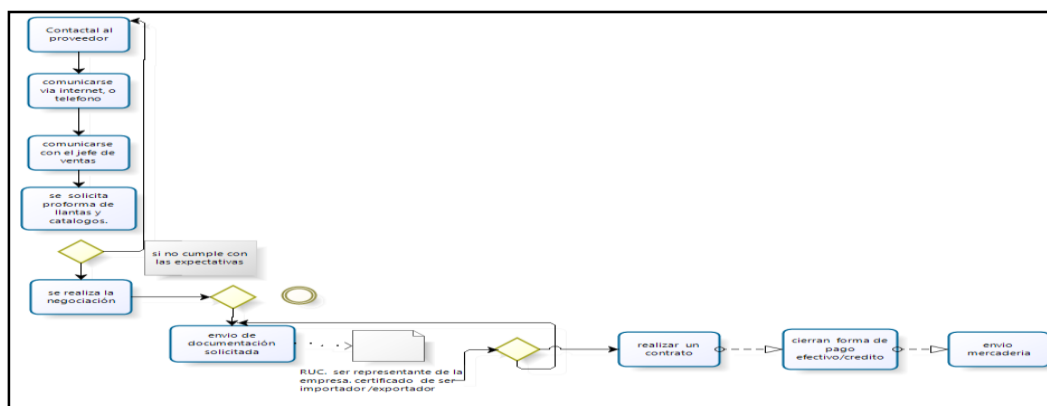 Contactal al
proveedor
comunicarse
via internet, o
telefono
comunicarse
con el jefe de
ventas
se solicita
proforma de
llantas y
catalogos.
si no cumple con
las expectativas
se realiza la
negociación
envio de
documentación
solicitada
RUC. ser representante de la
empresa. certificado de ser
importador /exportador
realizar un
contrato
cierran forma de
pago
efectivo/credito
envio
mercaderia